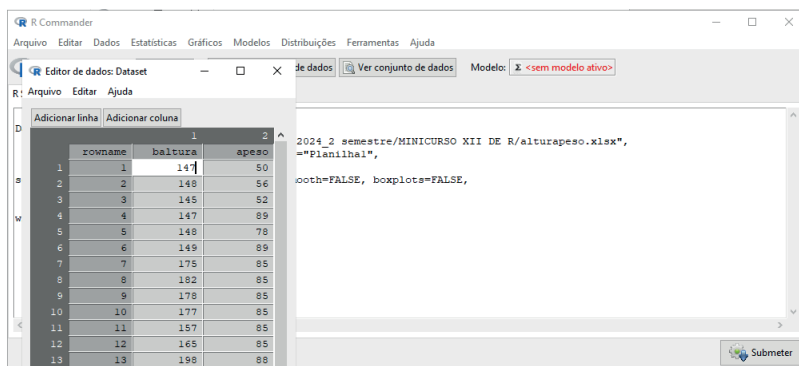 R Commander
Arquivo Editar Dados Estatísticas Gráficos Modelos Distribuições Ferramentas Ajuda
de dados Ver conjunto de dados Modelo: Σ <sem modelo ativo>
Editor de dados: Dataset
Arquivo Editar Ajuda
Adicionar linha Adicionar coluna
2024_2 semestre/MINICURSO XII DE R/alturapeso.xlsx",
="Planilha1",
ooth=FALSE, boxplots=FALSE,
1 2
rowname baltura apeso
1 1 147 50
2 2 148 56
3 3 145 52
4 4 147 89
5 5 148 78
6 6 149 89
7 7 175 85
8 8 182 85
9 9 178 85
10 10 177 85
11 11 157 85
12 12 165 85
13 13 198 88
Submeter